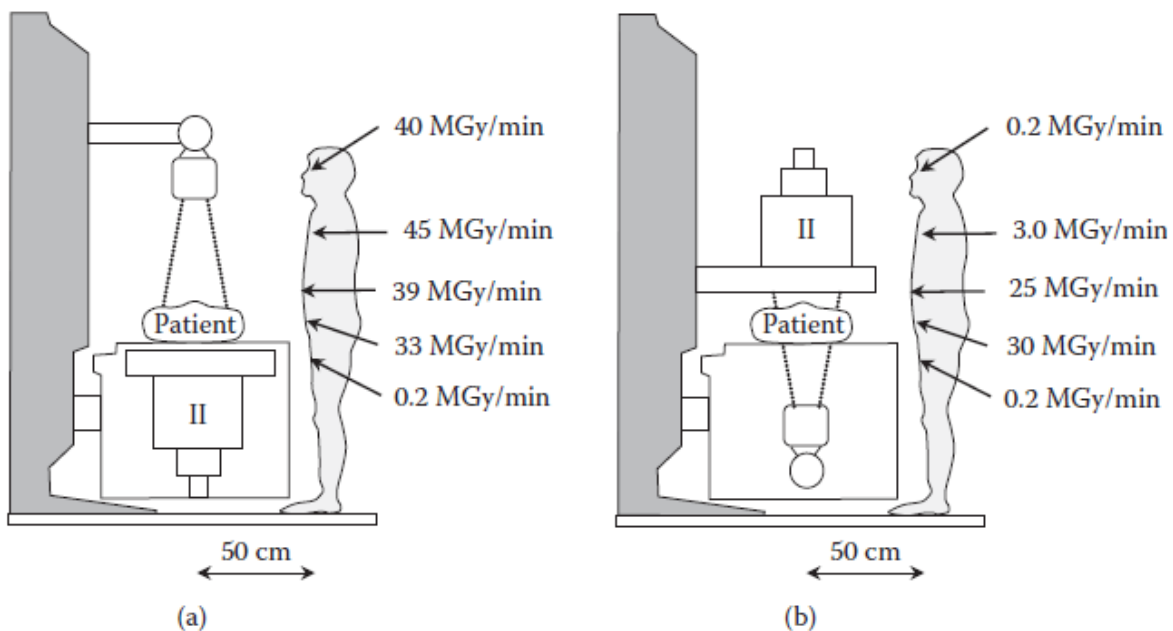 40 MGy/min
45 MGy/min
39 MGy/min
Patient
33 MGy/min
0.2 MGy/min
II
50 cm
(a)
0.2 MGy/min
II
3.0 MGy/min
25 MGy/min
Patient
30 MGy/min
0.2 MGy/min
50 cm
(b)